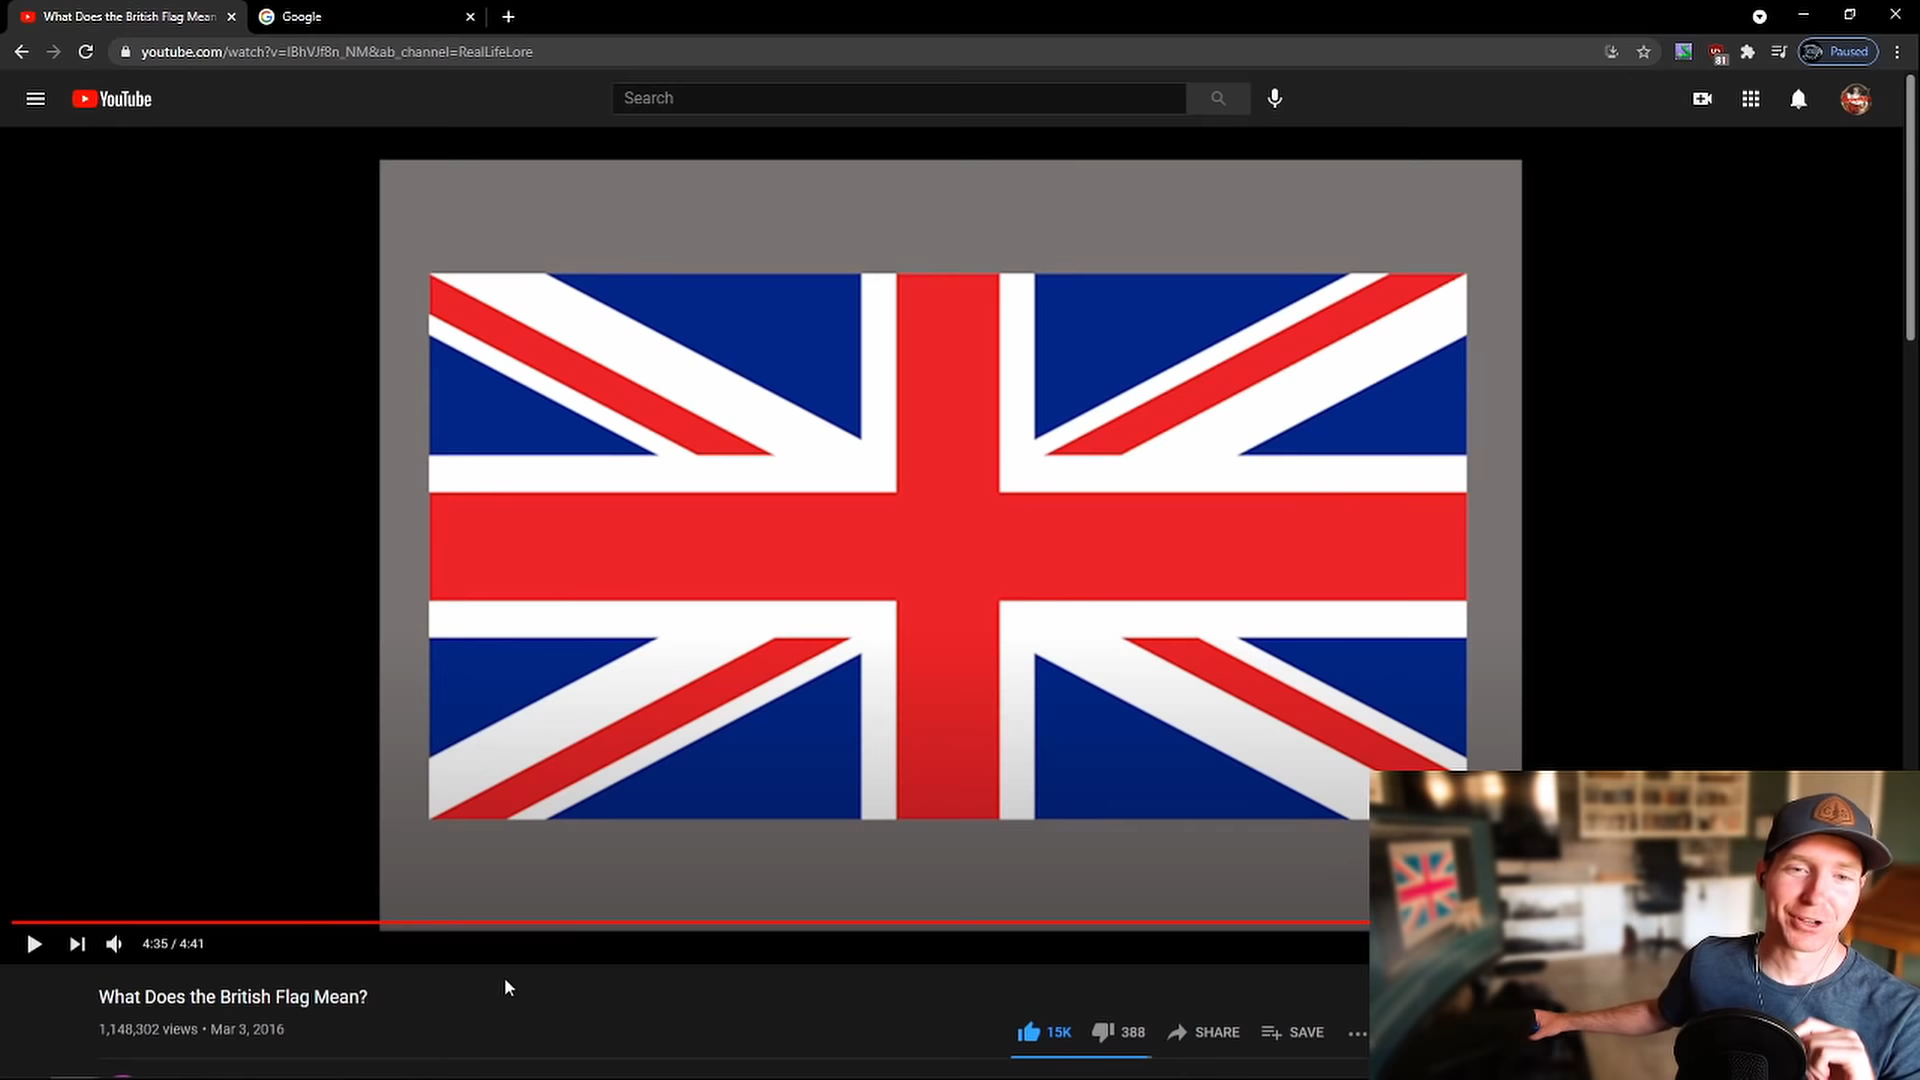 What Does the British Flag Mean
Google
youtube.com/watch?v=IBhVJf8n_NM&ab_channel=RealLifeLore
81
Paused
YouTube
Search
4:35 / 4:41
What Does the British Flag Mean?
1,148,302 views • Mar 3, 2016
15K
388
SHARE
SAVE